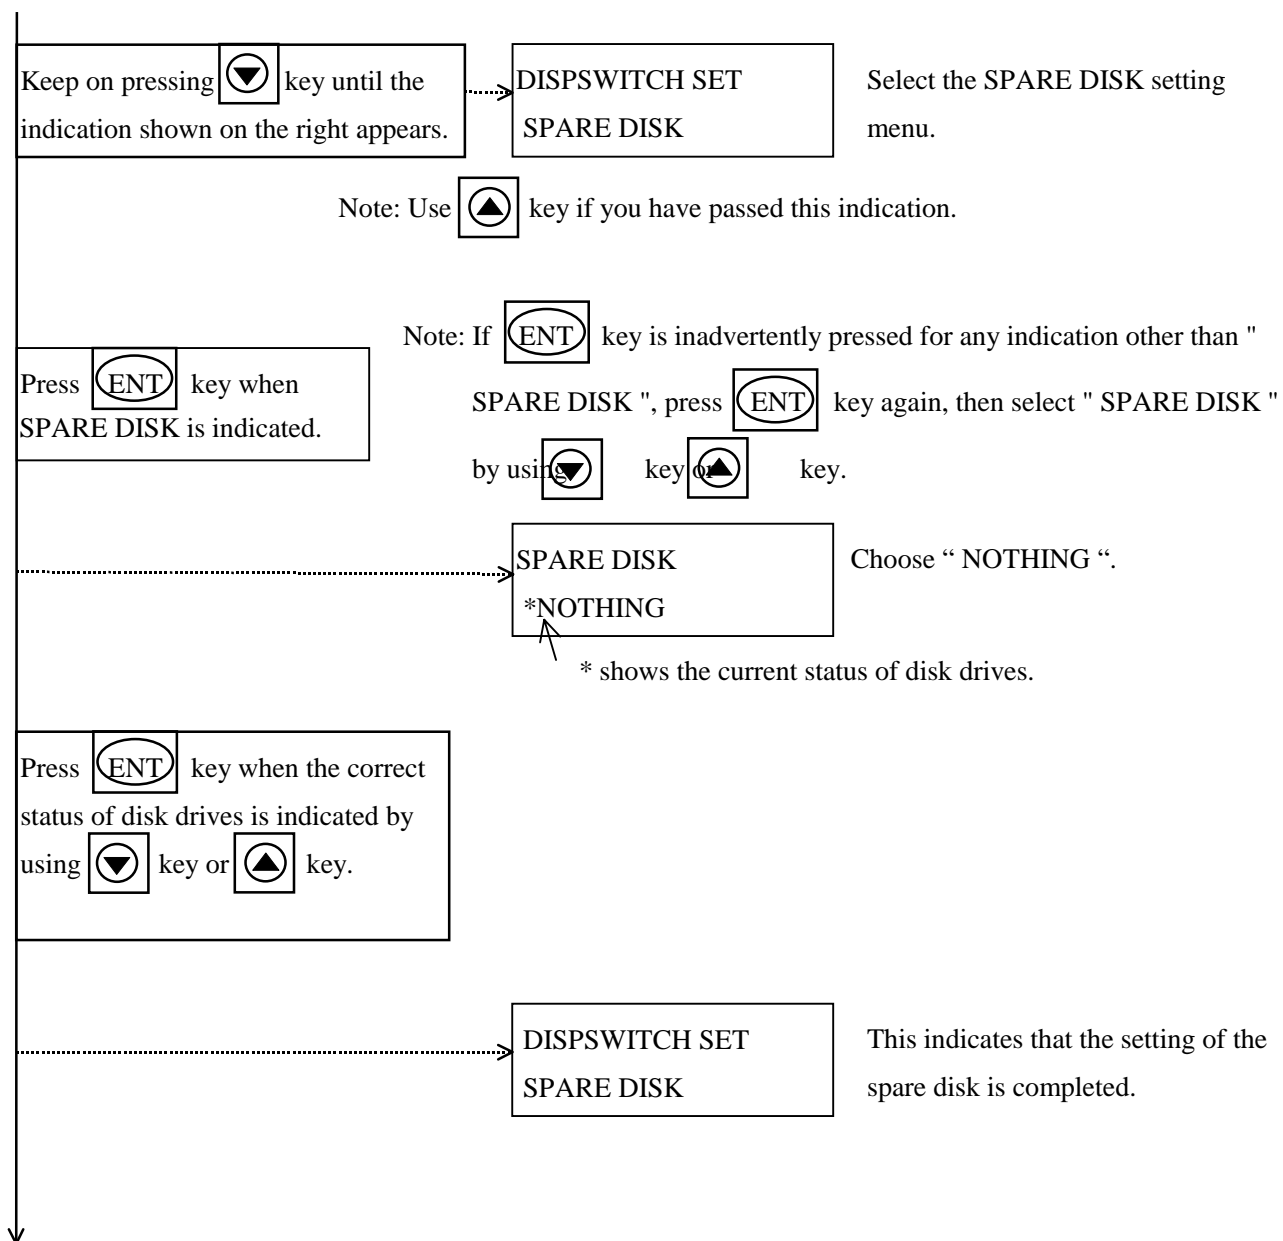 Keep on pressing key until the
indication shown on the right appears.
DISPSWITCH SET
SPARE DISK
Select the SPARE DISK setting
menu.
Note: Use key if you have passed this indication.
Note: If ENT key is inadvertently pressed for any indication other than "
SPARE DISK ", press ENT key again, then select " SPARE DISK "
by using key or key.
Press ENT key when
SPARE DISK is indicated.
SPARE DISK
*NOTHING
Choose “ NOTHING “.
* shows the current status of disk drives.
Press ENT key when the correct
status of disk drives is indicated by
using key or key.
DISPSWITCH SET
SPARE DISK
This indicates that the setting of the
spare disk is completed.